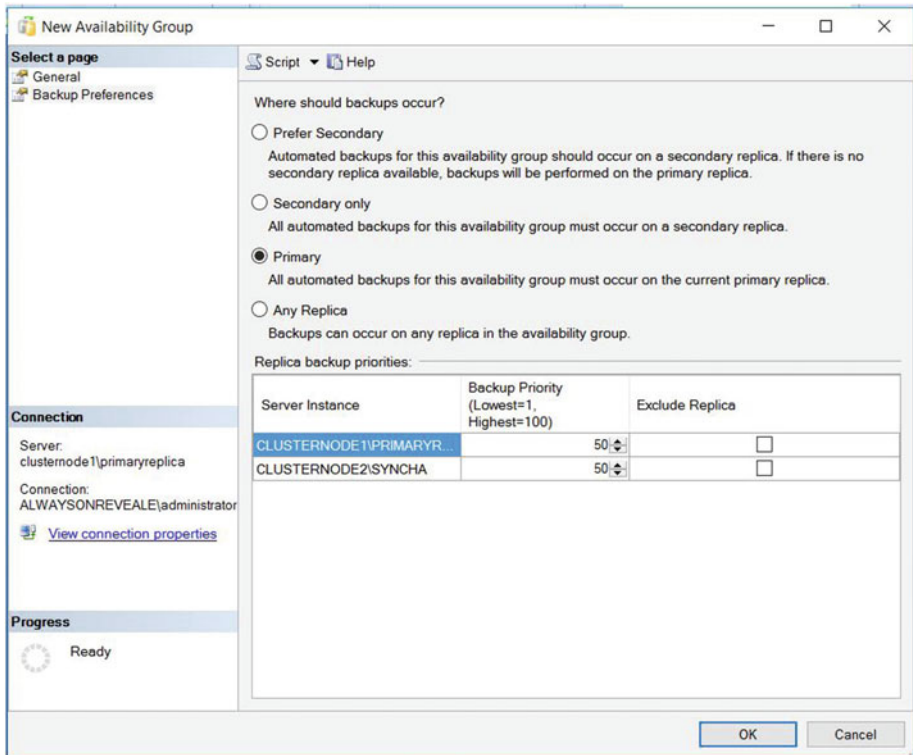 New Availability Group
Select a page
General
Backup Preferences
Script
Help
Where should backups occur?
Prefer Secondary
Automated backups for this availability group should occur on a secondary replica. If there is no
secondary replica available, backups will be performed on the primary replica.
Secondary only
All automated backups for this availability group must occur on a secondary replica.
Primary
All automated backups for this availability group must occur on the current primary replica.
Any Replica
Backups can occur on any replica in the availability group.
Replica backup priorities:
Server Instance
Backup Priority
(Lowest=1,
Highest=100)
Exclude Replica
CLUSTERNODE1\PRIMARYR...
50
CLUSTERNODE2\SYNCHA
50
Connection
Server:
clusternode1\primaryreplica
Connection:
ALWAYSONREVEALE\administrator
View connection properties
Progress
Ready
OK
Cancel